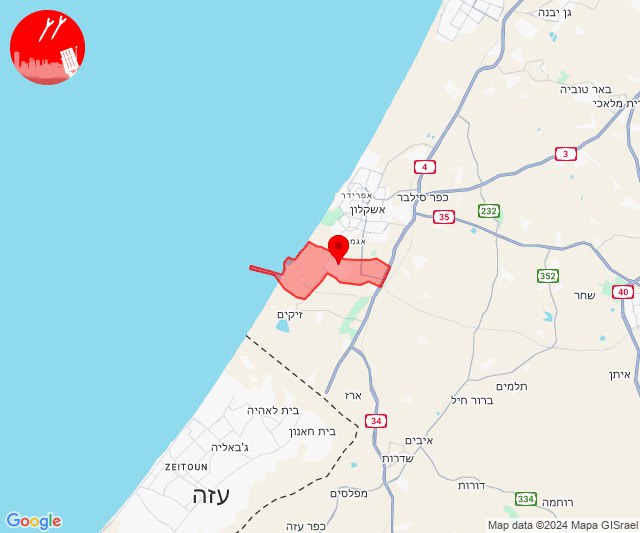 גן יבנה
באר טוביה
רית מלאכי
3
4
אפרידר
כפר סילבר
אשקלון
35
232
אגמ
352
40
שחר
זיקים
איתן
תלמים
ארז
ברור חיל
בית לאהיה
34
בית חאנון
איבים
ג'באליה
שדרות
ZEITOUN
דורות
עזה
מפלסים
334
רוחמה
כפר עזה
Google
Map data ©2024 Mapa GISrael